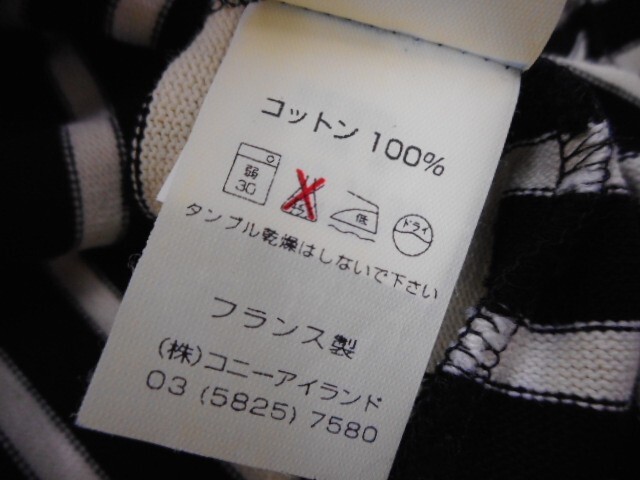 コットン 100%
弱
30
低
ドライ
タンブル乾燥はしないで下さい
フランス製
(株)コニーアイランド
03 (5825) 7580